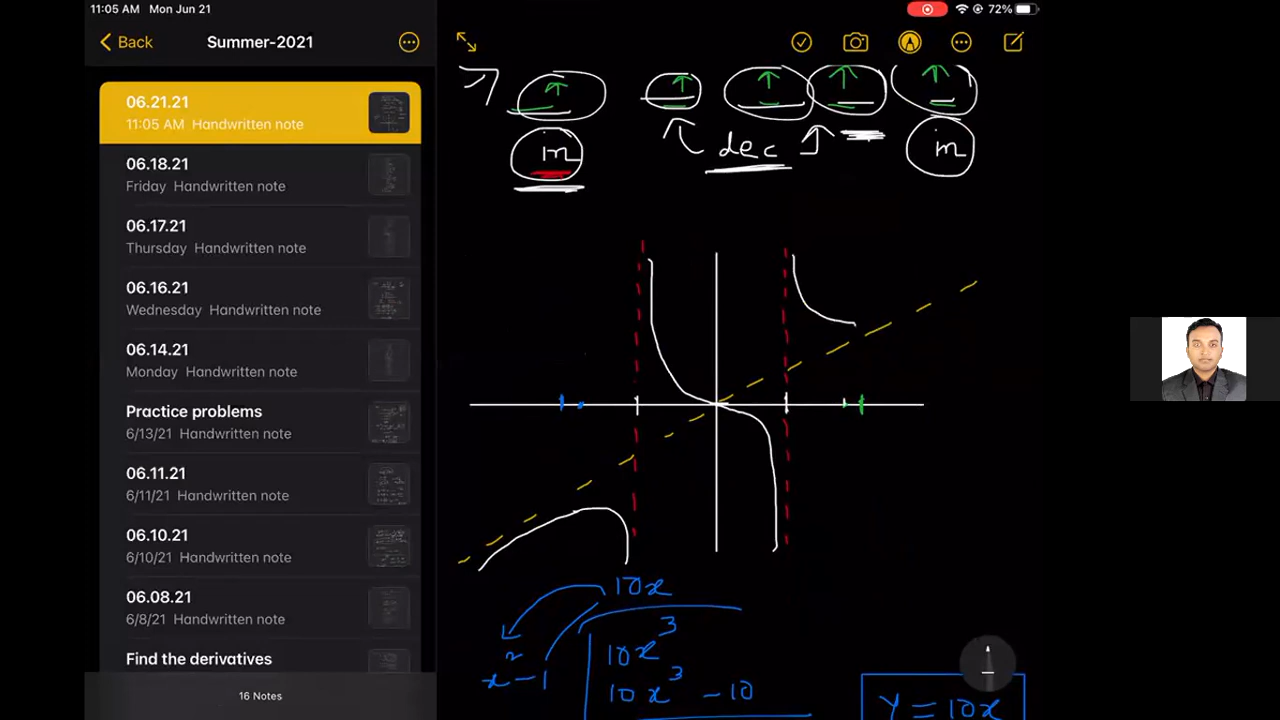 11:05 AM Mon Jun 21
72%
Back
Summer-2021
06.21.21
11:05 AM Handwritten note
06.18.21
Friday Handwritten note
06.17.21
Thursday Handwritten note
06.16.21
Wednesday Handwritten note
06.14.21
Monday Handwritten note
Practice problems
6/13/21 Handwritten note
06.11.21
6/11/21 Handwritten note
06.10.21
6/10/21 Handwritten note
06.08.21
6/8/21 Handwritten note
Find the derivatives
16 Notes
in dec in
10x
x² - 1
10x³
10x³ - 10
y = 10x